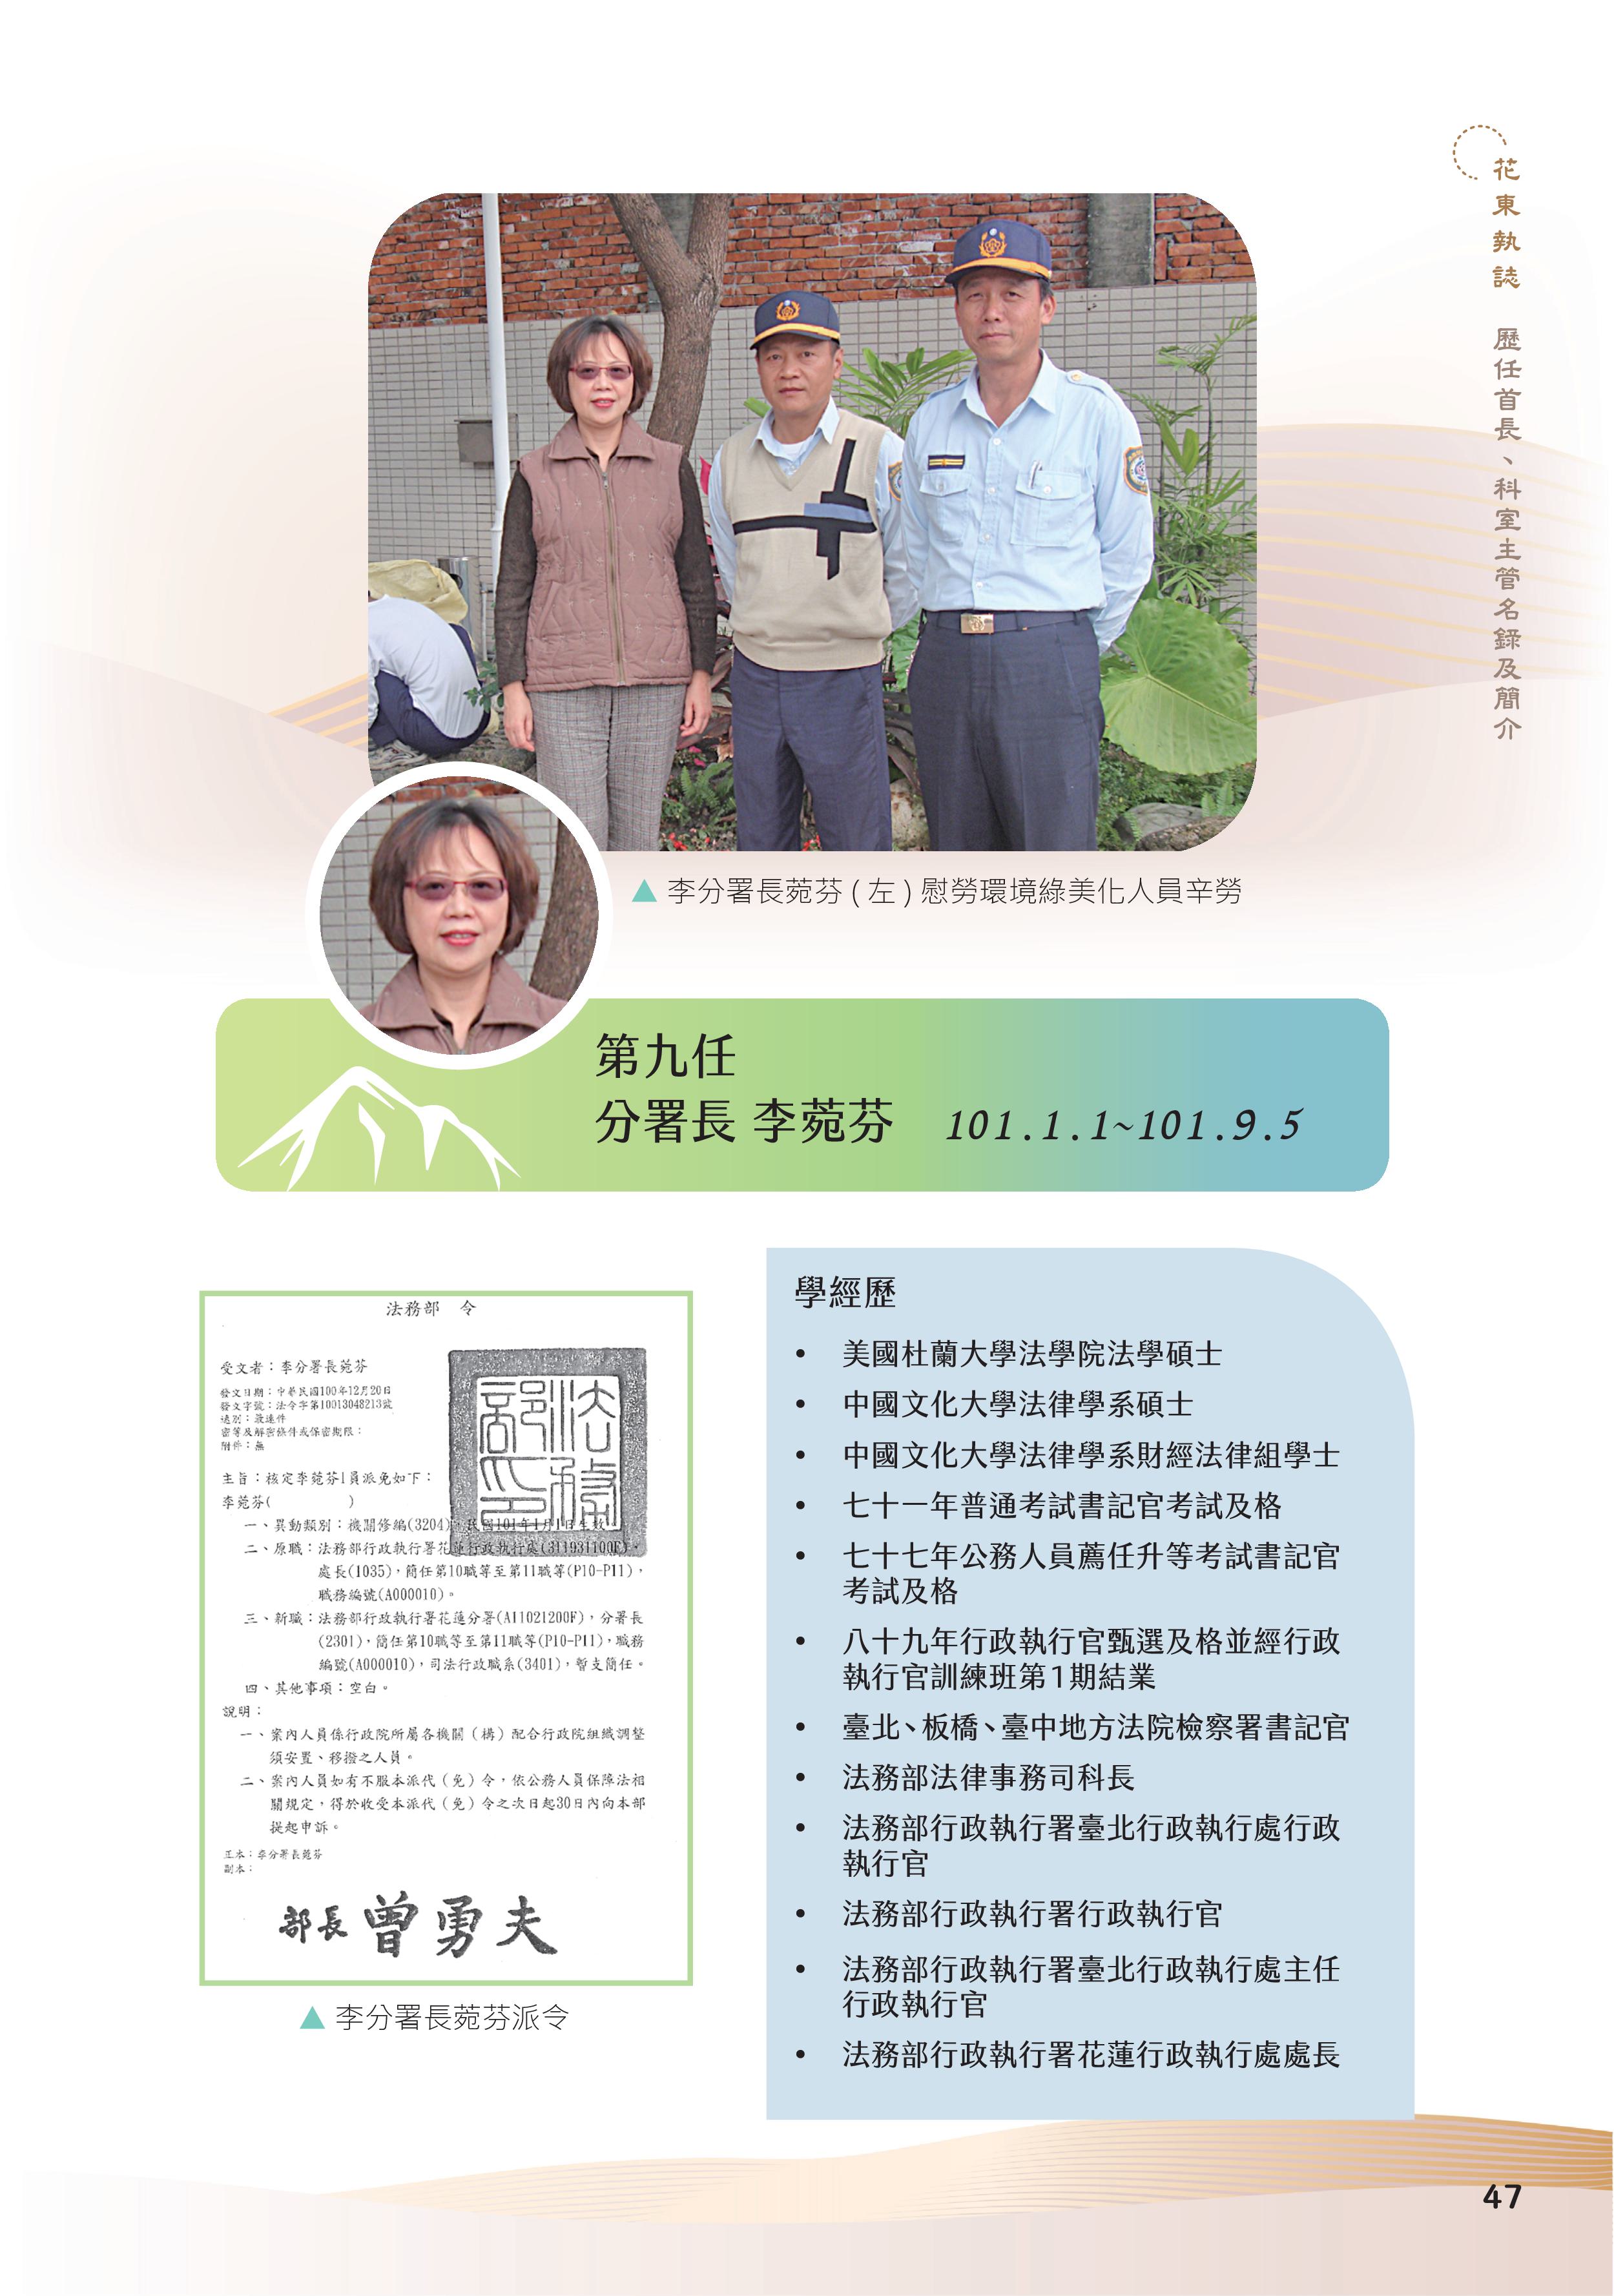 花東執誌 歷任首長、科室主管名錄及簡介
▲ 李分署長菀芬(左)慰勞環境綠美化人員辛勞
第九任
分署長 李菀芬 101.1.1~101.9.5
法務部 令
受文者：李分署長菀芬
發文日期：中華民國100年12月20日
發文字號：法令字第10013048213號
速別：最速件
密等及解密條件或保密期限：
附件：無
主旨：核定李菀芬1員派免如下：
李菀芬( )
一、異動類別：機關修編(3204)，民國101年1月1日生效。
二、原職：法務部行政執行署花蓮行政執行處(311931100F)，
處長(1035)，簡任第10職等至第11職等(P10-P11)，
職務編號(A000010)。
三、新職：法務部行政執行署花蓮分署(A11021200F)，分署長
(2301)，簡任第10職等至第11職等(P10-P11)，職務
編號(A000010)，司法行政職系(3401)，暫支簡任。
四、其他事項：空白。
說明：
一、案內人員係行政院所屬各機關（構）配合行政院組織調整
須安置、移撥之人員。
二、案內人員如有不服本派代（免）令，依公務人員保障法相
關規定，得於收受本派代（免）令之次日起30日內向本部
提起申訴。
正本：李分署長菀芬
副本：
部長 曾勇夫
法務部印
▲ 李分署長菀芬派令
學經歷
• 美國杜蘭大學法學院法學碩士
• 中國文化大學法律學系碩士
• 中國文化大學法律學系財經法律組學士
• 七十一年普通考試書記官考試及格
• 七十七年公務人員薦任升等考試書記官
考試及格
• 八十九年行政執行官甄選及格並經行政
執行官訓練班第1期結業
• 臺北、板橋、臺中地方法院檢察署書記官
• 法務部法律事務司科長
• 法務部行政執行署臺北行政執行處行政
執行官
• 法務部行政執行署行政執行官
• 法務部行政執行署臺北行政執行處主任
行政執行官
• 法務部行政執行署花蓮行政執行處處長
47